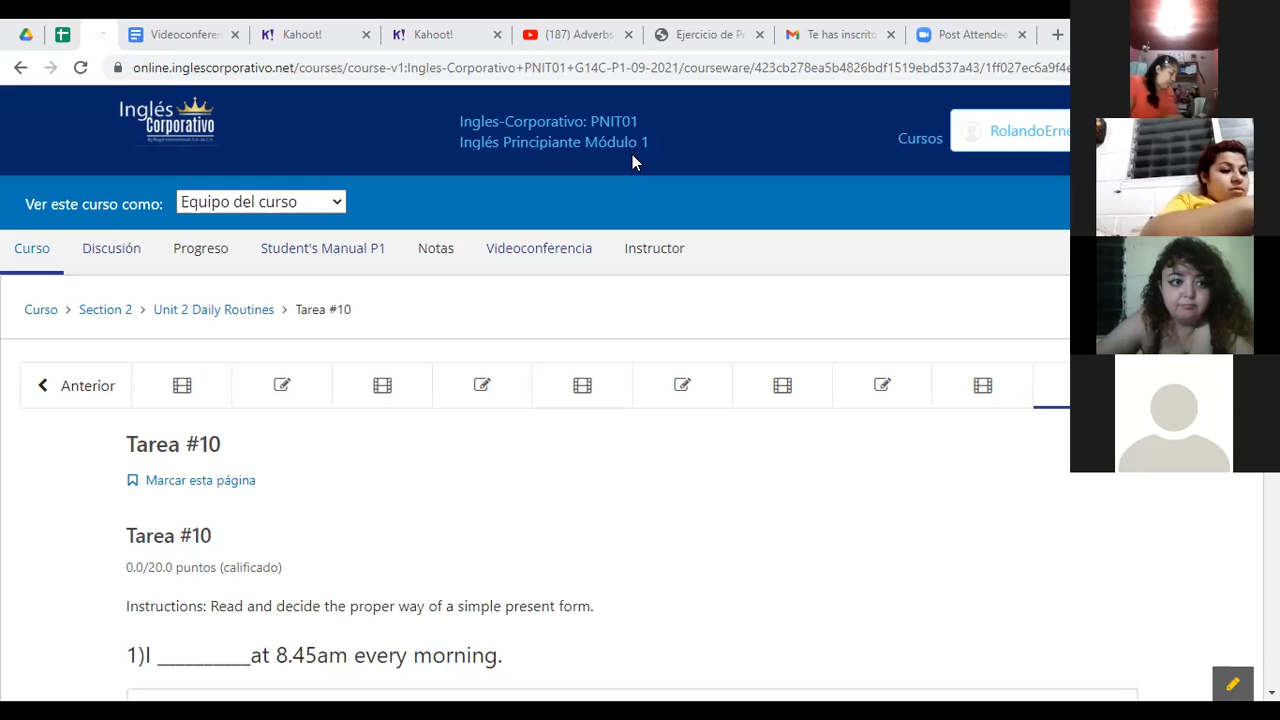 Videoconferen
Kahoot!
Kahoot!
(187) Adverbs
Ejercicio de Pr
Te has inscrito
Post Attendee
online.inglescorporativo.net/courses/course-v1:Ingles-Corporativo+PNIT01+G14C-P1-09-2021/courseware/423cb278ea5b4826bdf1519ebd537a43/1ff027ec6a9f4e
Inglés
Corporativo
Ingles-Corporativo: PNIT01
Inglés Principiante Módulo 1
Cursos
RolandoErne
Ver este curso como:
Equipo del curso
Curso
Discusión
Progreso
Student's Manual P1
Notas
Videoconferencia
Instructor
Curso > Section 2 > Unit 2 Daily Routines > Tarea #10
Anterior
Tarea #10
Marcar esta página
Tarea #10
0.0/20.0 puntos (calificado)
Instructions: Read and decide the proper way of a simple present form.
1)I __________at 8.45am every morning.